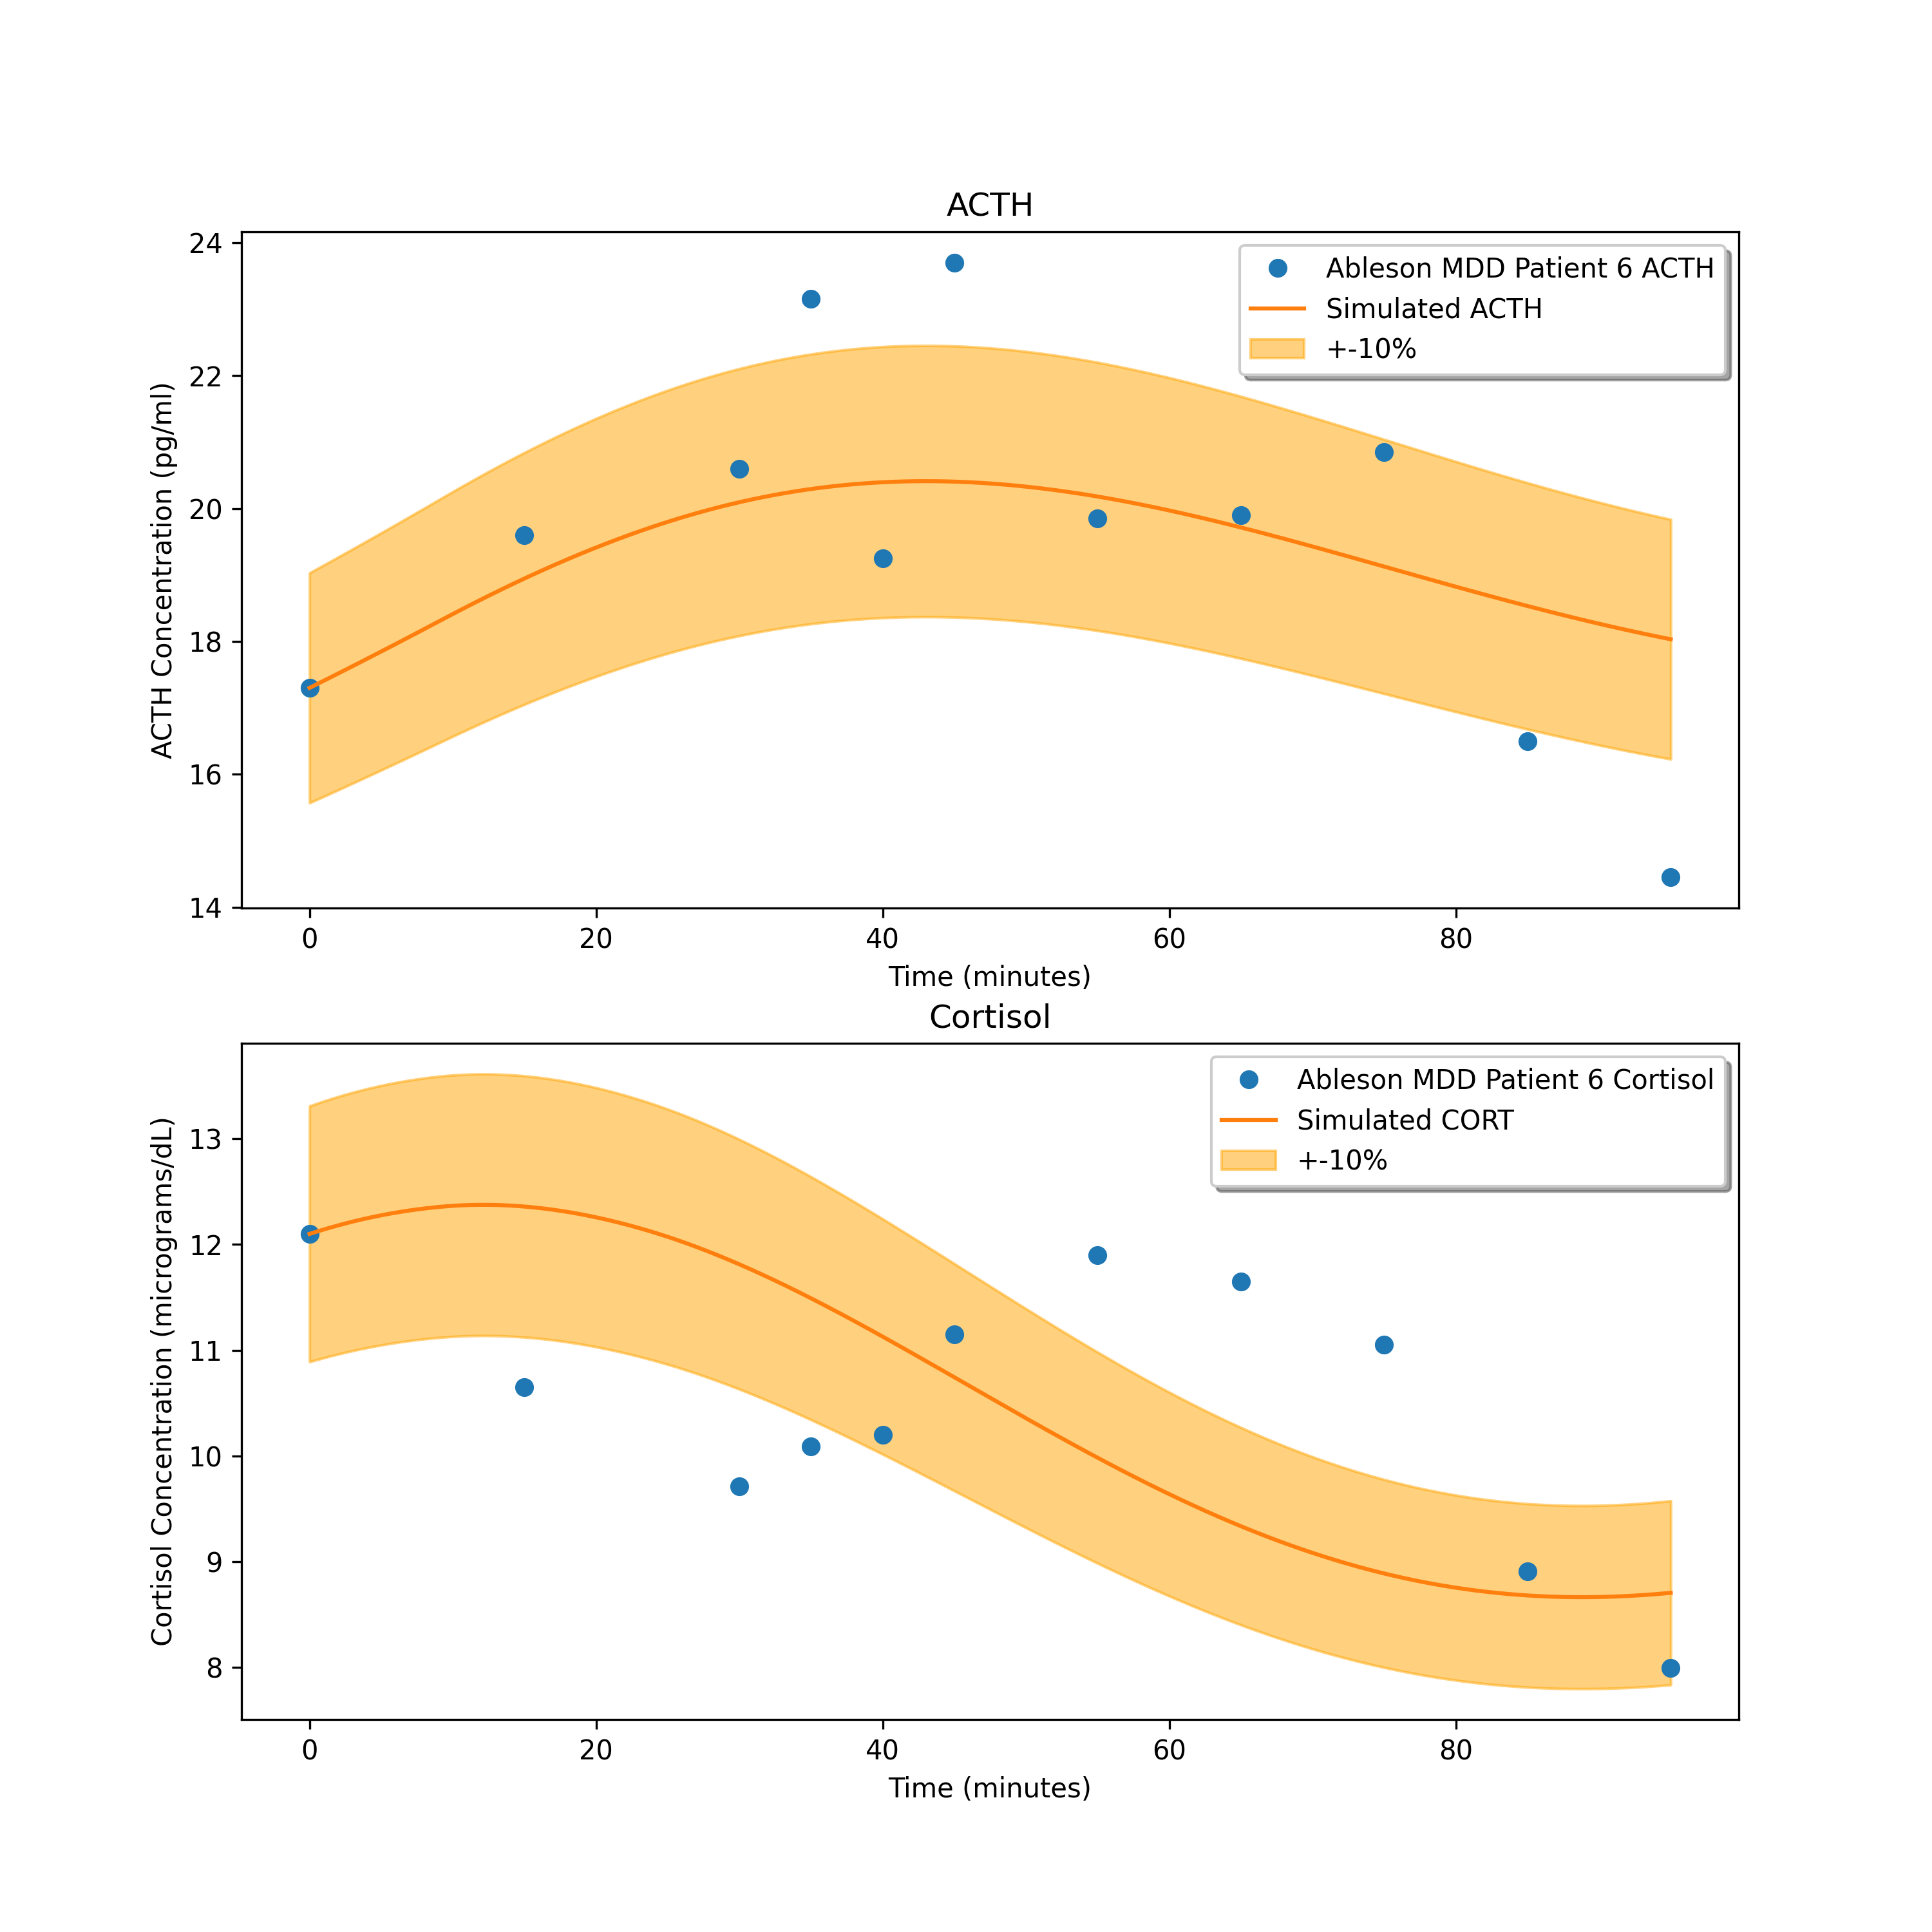 ACTH
24
22
20
18
16
14
ACTH Concentration (pg/ml)
Ableson MDD Patient 6 ACTH
Simulated ACTH
+-10%
0 20 40 60 80
Time (minutes)
Cortisol
13
12
11
10
9
8
Cortisol Concentration (micrograms/dL)
Ableson MDD Patient 6 Cortisol
Simulated CORT
+-10%
0 20 40 60 80
Time (minutes)